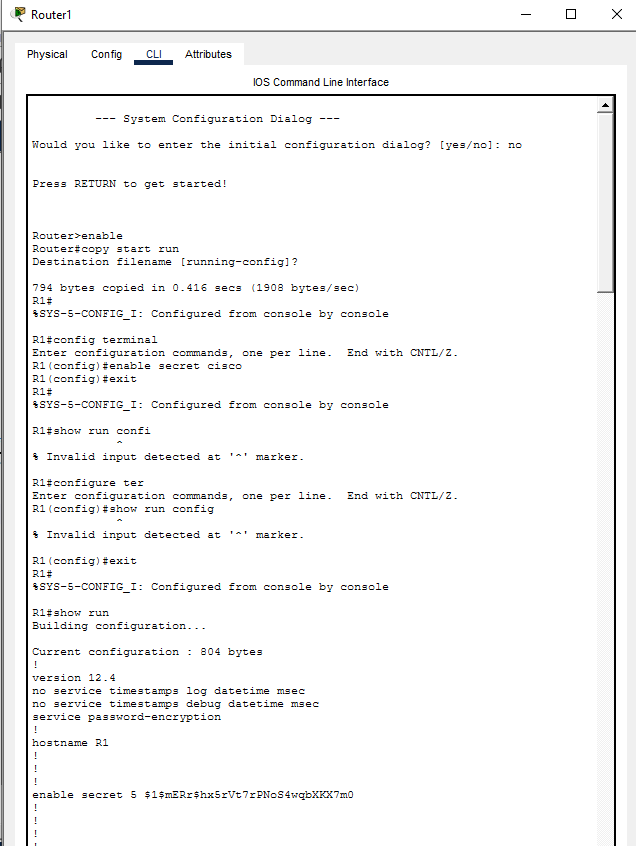 Router1
Physical Config CLI Attributes
IOS Command Line Interface
--- System Configuration Dialog ---
Would you like to enter the initial configuration dialog? [yes/no]: no
Press RETURN to get started!
Router>enable
Router#copy start run
Destination filename [running-config]?
794 bytes copied in 0.416 secs (1908 bytes/sec)
R1#
%SYS-5-CONFIG_I: Configured from console by console
R1#config terminal
Enter configuration commands, one per line.  End with CNTL/Z.
R1(config)#enable secret cisco
R1(config)#exit
R1#
%SYS-5-CONFIG_I: Configured from console by console
R1#show run confi
^
% Invalid input detected at '^' marker.
R1#configure ter
Enter configuration commands, one per line.  End with CNTL/Z.
R1(config)#show run config
^
% Invalid input detected at '^' marker.
R1(config)#exit
R1#
%SYS-5-CONFIG_I: Configured from console by console
R1#show run
Building configuration...
Current configuration : 804 bytes
!
version 12.4
no service timestamps log datetime msec
no service timestamps debug datetime msec
service password-encryption
!
hostname R1
!
!
!
enable secret 5 $1$mERr$hx5rVt7rPNoS4wqbXKX7m0
!
!
!
!